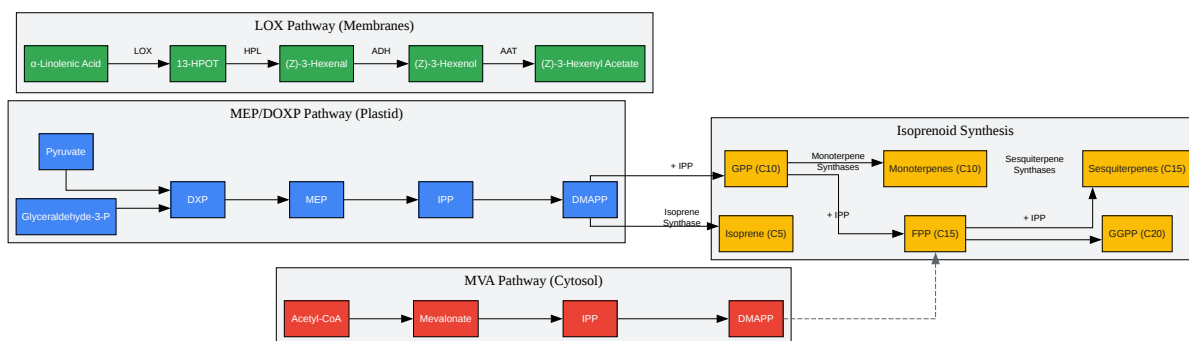 LOX Pathway (Membranes)
α-Linolenic Acid
LOX
13-HPOT
HPL
(Z)-3-Hexenal
ADH
(Z)-3-Hexenol
AAT
(Z)-3-Hexenyl Acetate
MEP/DOXP Pathway (Plastid)
Pyruvate
Glyceraldehyde-3-P
DXP
MEP
IPP
DMAPP
+ IPP
Isoprene
Synthase
Isoprenoid Synthesis
GPP (C10)
Monoterpene
Synthases
Monoterpenes (C10)
Sesquiterpene
Synthases
Sesquiterpenes (C15)
Isoprene (C5)
+ IPP
FPP (C15)
+ IPP
GGPP (C20)
MVA Pathway (Cytosol)
Acetyl-CoA
Mevalonate
IPP
DMAPP